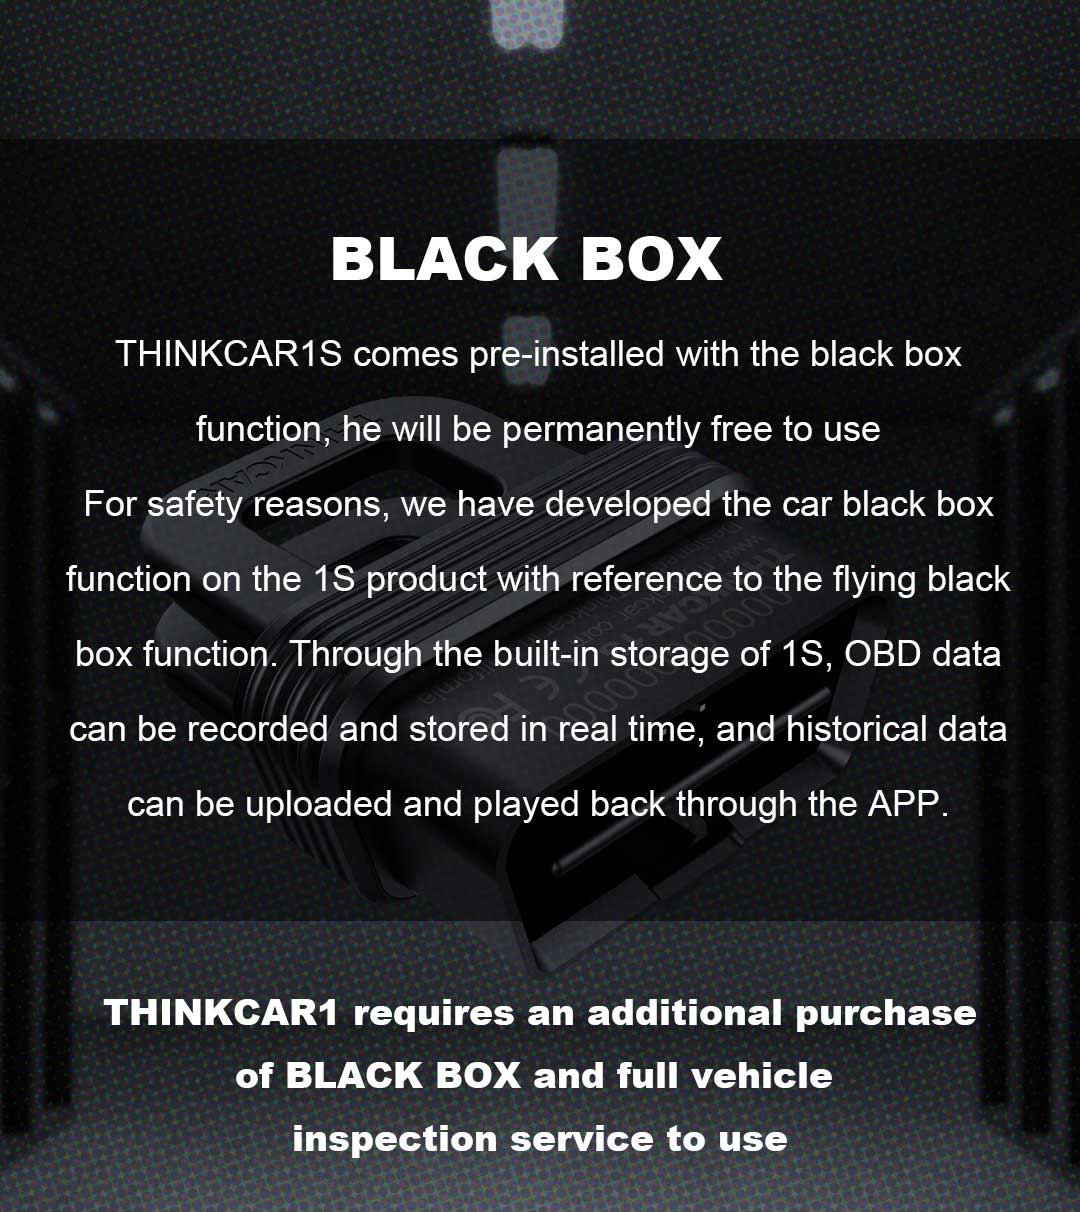 BLACK BOX
THINKCAR1S comes pre-installed with the black box
function, he will be permanently free to use
For safety reasons, we have developed the car black box
function on the 1S product with reference to the flying black
box function. Through the built-in storage of 1S, OBD data
can be recorded and stored in real time, and historical data
can be uploaded and played back through the APP.
THINKCAR
THINKCAR1 requires an additional purchase
of BLACK BOX and full vehicle
inspection service to use